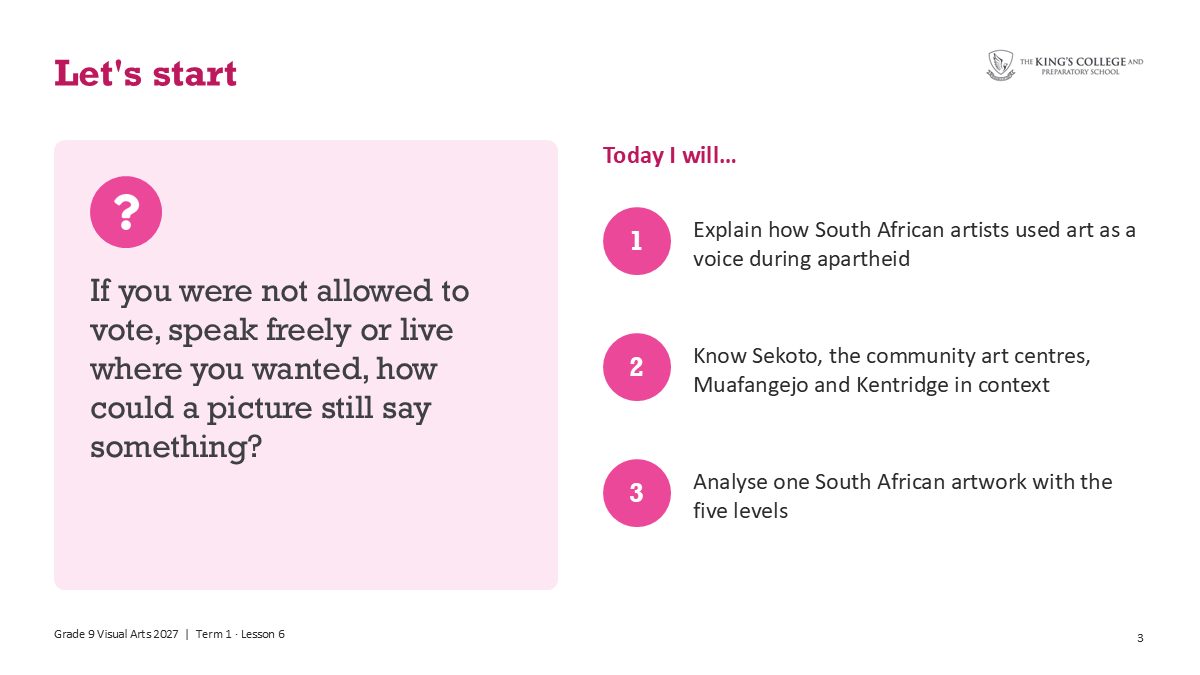 Let's start
THE KING'S COLLEGE AND
PREPARATORY SCHOOL
?
If you were not allowed to
vote, speak freely or live
where you wanted, how
could a picture still say
something?
Today I will...
1
Explain how South African artists used art as a
voice during apartheid
2
Know Sekoto, the community art centres,
Muafangejo and Kentridge in context
3
Analyse one South African artwork with the
five levels
Grade 9 Visual Arts 2027 | Term 1 · Lesson 6
3